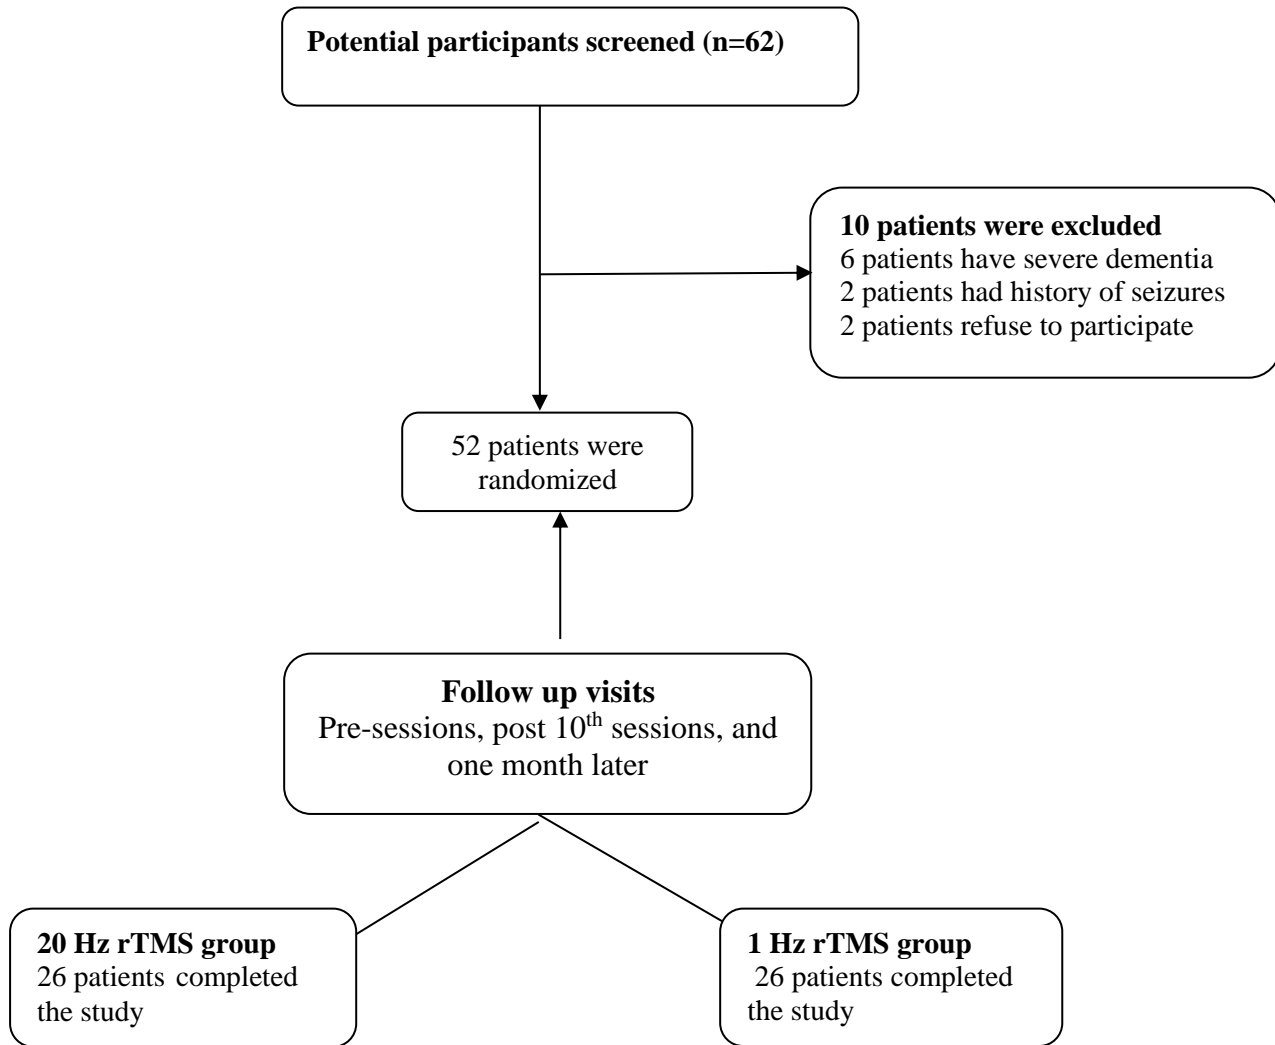 Potential participants screened (n=62)
10 patients were excluded
6 patients have severe dementia
2 patients had history of seizures
2 patients refuse to participate
52 patients were
randomized
Follow up visits
Pre-sessions, post 10th sessions, and
one month later
20 Hz rTMS group
26 patients completed
the study
1 Hz rTMS group
26 patients completed
the study